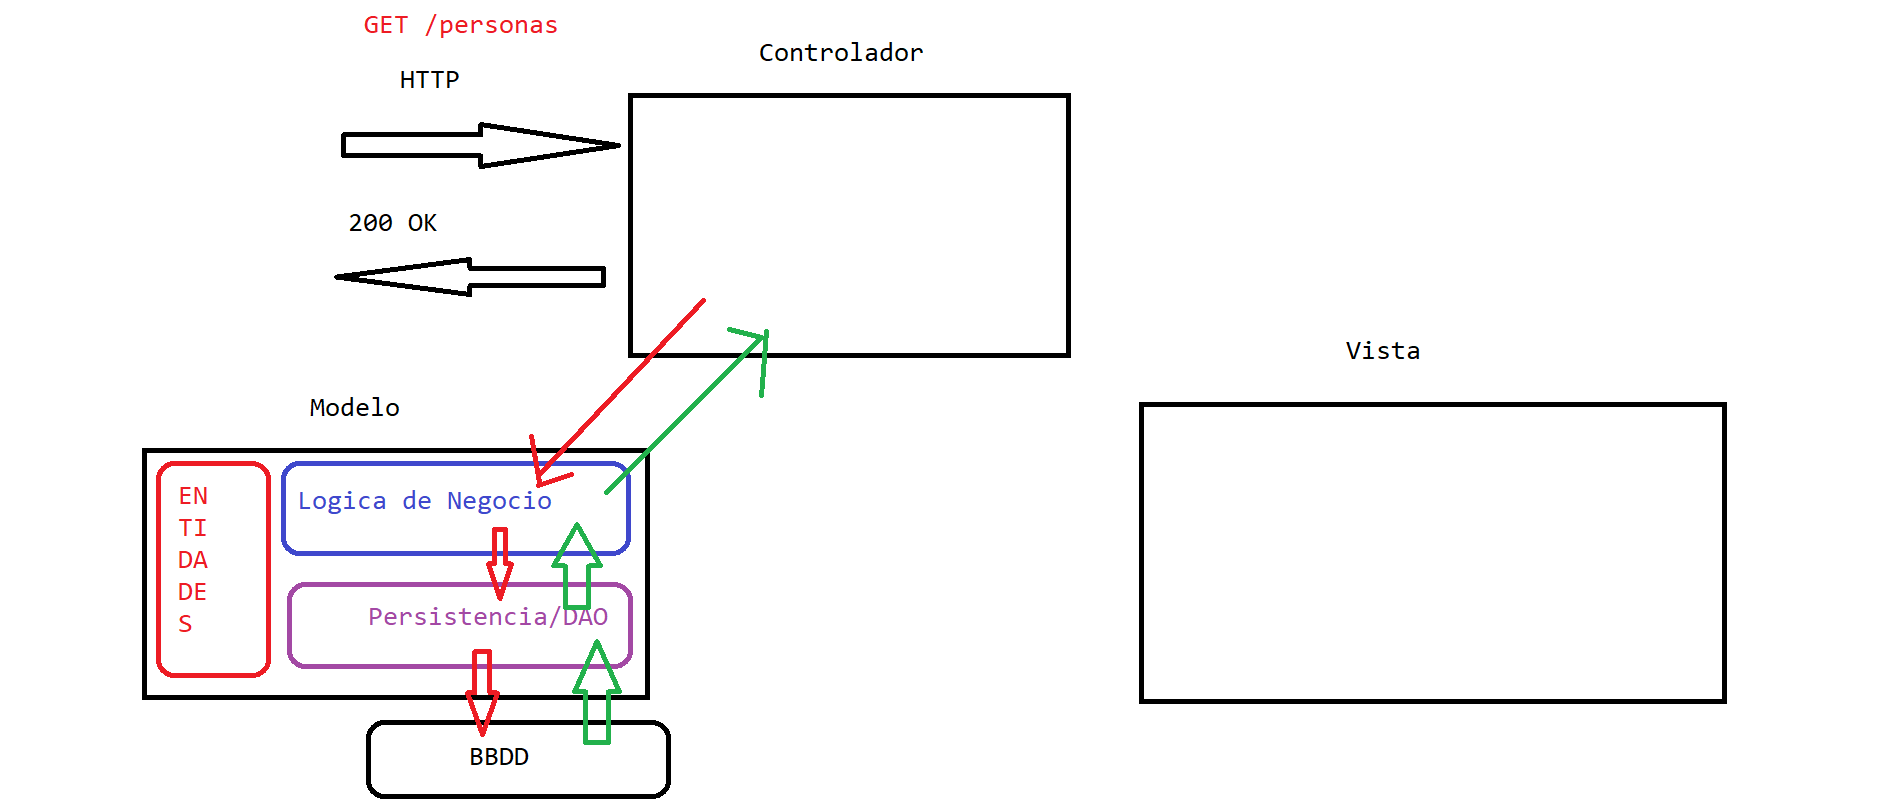 GET /personas
HTTP
Controlador
200 OK
Vista
Modelo
EN
TI
DA
DE
S
Logica de Negocio
Persistencia/DAO
BBDD